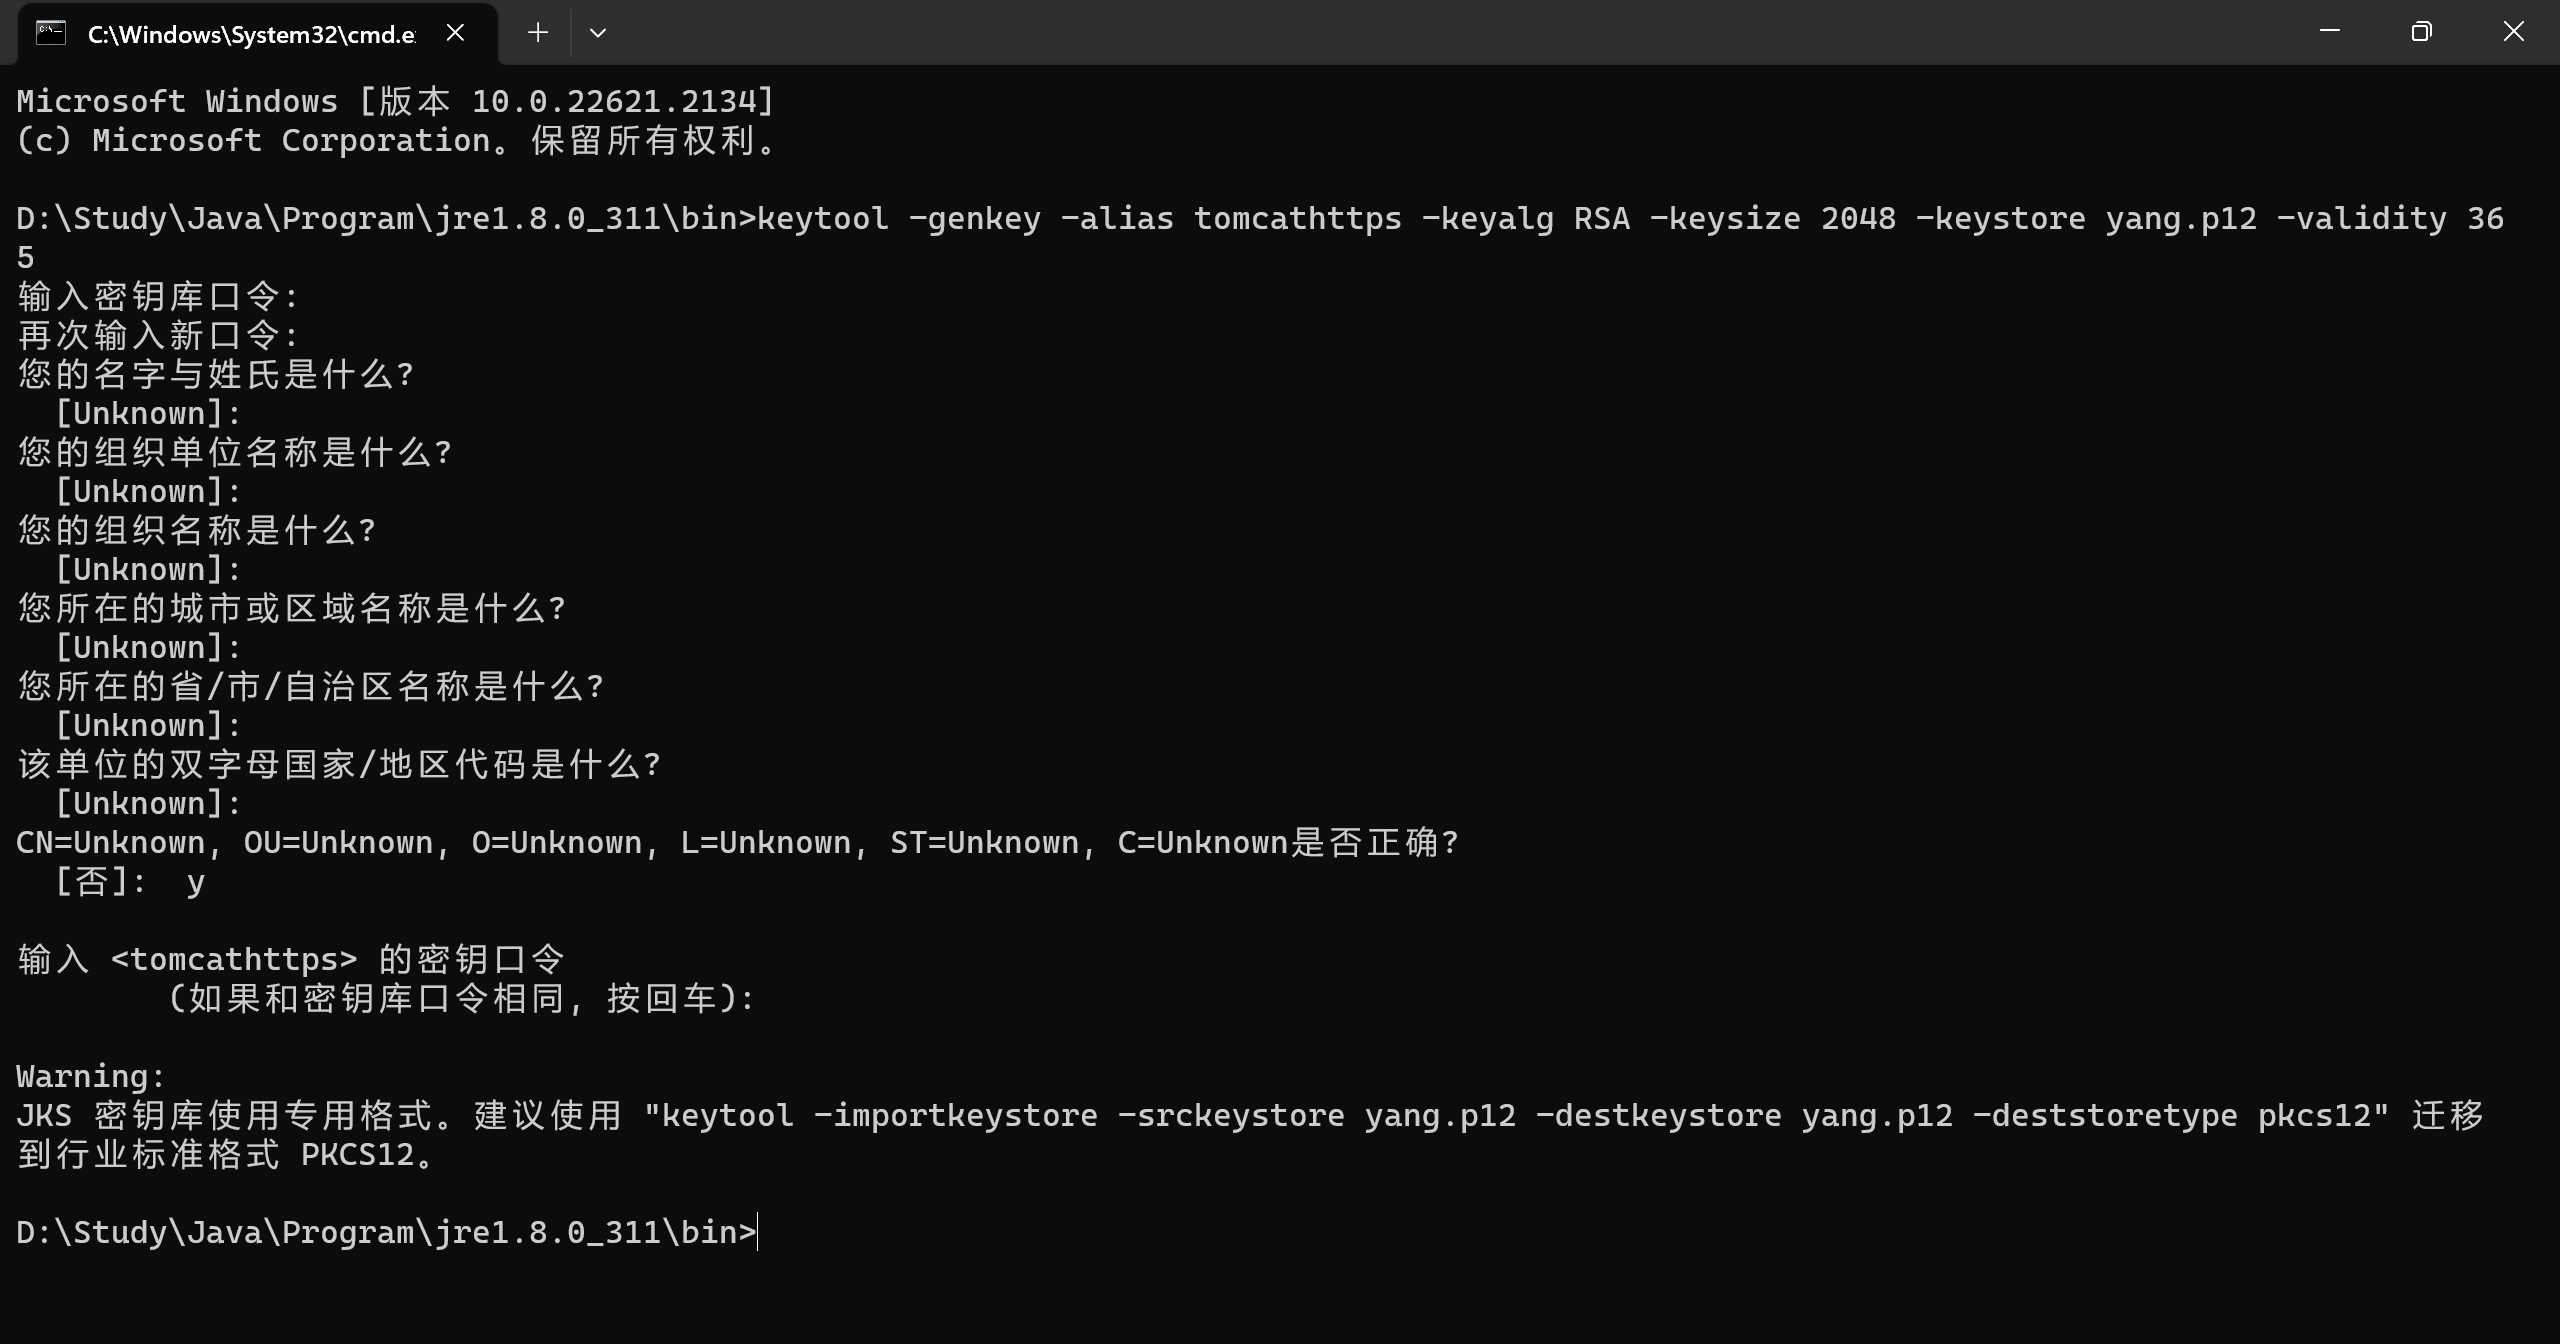 C:\Windows\System32\cmd.e
Microsoft Windows [版本 10.0.22621.2134]
(c) Microsoft Corporation。保留所有权利。
D:\Study\Java\Program\jre1.8.0_311\bin>keytool -genkey -alias tomcathttps -keyalg RSA -keysize 2048 -keystore yang.p12 -validity 36
5
输入密钥库口令:
再次输入新口令:
您的名字与姓氏是什么?
  [Unknown]:
您的组织单位名称是什么?
  [Unknown]:
您的组织名称是什么?
  [Unknown]:
您所在的城市或区域名称是什么?
  [Unknown]:
您所在的省/市/自治区名称是什么?
  [Unknown]:
该单位的双字母国家/地区代码是什么?
  [Unknown]:
CN=Unknown, OU=Unknown, O=Unknown, L=Unknown, ST=Unknown, C=Unknown是否正确?
  [否]:  y
输入 <tomcathttps> 的密钥口令
        (如果和密钥库口令相同, 按回车):
Warning:
JKS 密钥库使用专用格式。建议使用 "keytool -importkeystore -srckeystore yang.p12 -destkeystore yang.p12 -deststoretype pkcs12" 迁移
到行业标准格式 PKCS12。
D:\Study\Java\Program\jre1.8.0_311\bin>